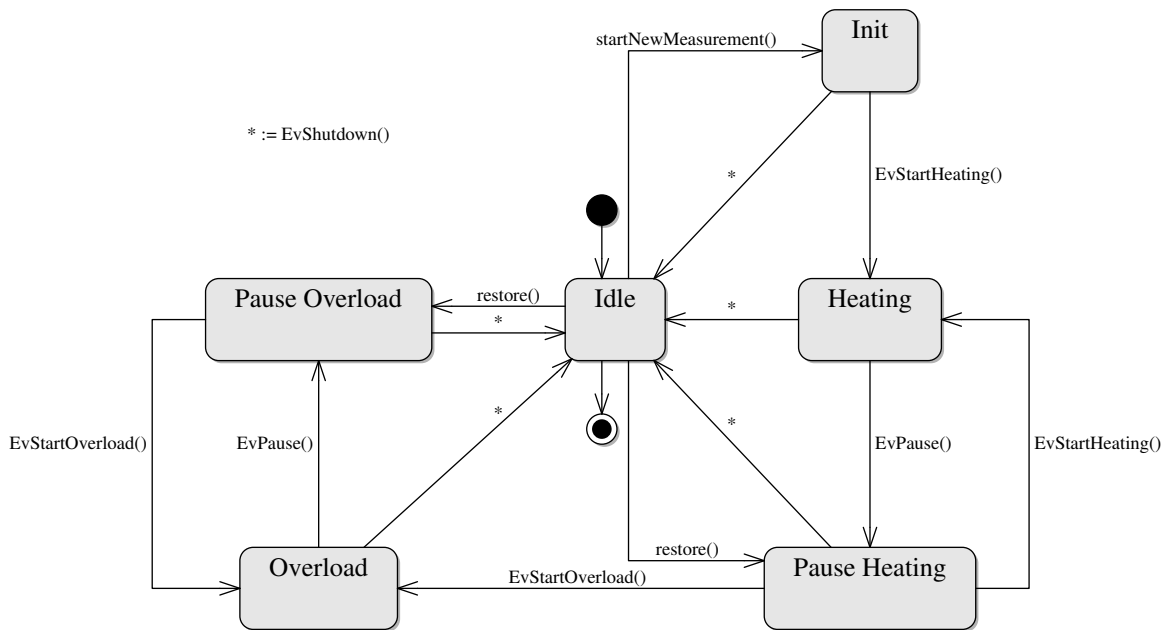 Init
startNewMeasurement()
* := EvShutdown()
*
EvStartHeating()
Pause Overload
restore()
*
Idle
*
Heating
EvStartOverload()
EvPause()
*
*
EvPause()
EvStartHeating()
Overload
EvStartOverload()
restore()
Pause Heating